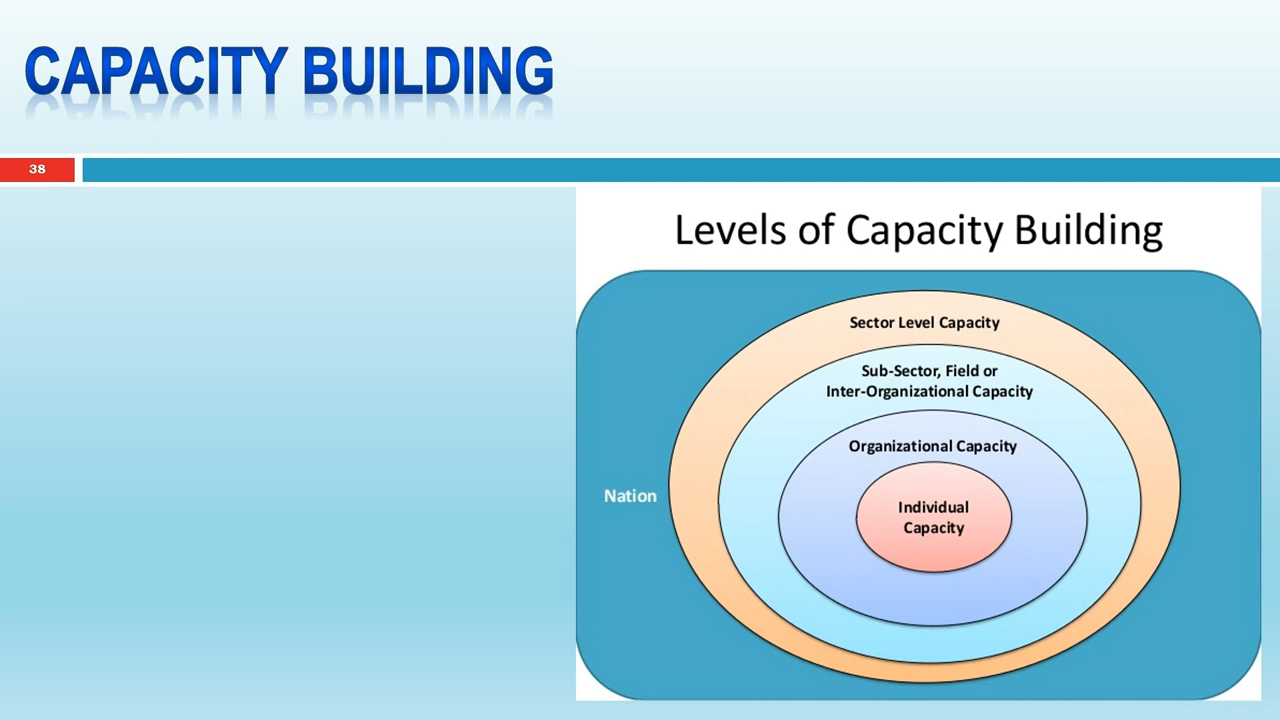 CAPACITY BUILDING
38
Levels of Capacity Building
Sector Level Capacity
Sub-Sector, Field or
Inter-Organizational Capacity
Organizational Capacity
Nation
Individual
Capacity